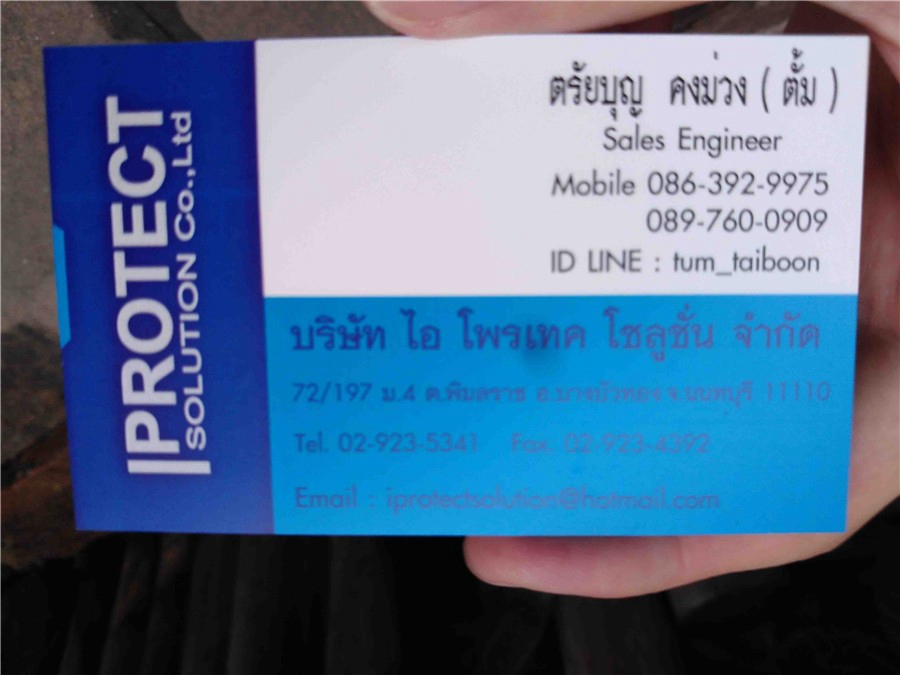 IPROTECT
SOLUTION Co.,Ltd
ตรัยบุญ คงม่วง ( ตั้ม )
Sales Engineer
Mobile 086-392-9975
089-760-0909
ID LINE : tum_taiboon
บริษัท ไอ โพรเทค โซลูชั่น จำกัด
72/197 ม.4 ต.พิมลราช อ.บางบัวทอง จ.นนทบุรี 11110
Tel. 02-923-5341 Fax. 02-923-4392
Email : iprotectsolution@hotmail.com